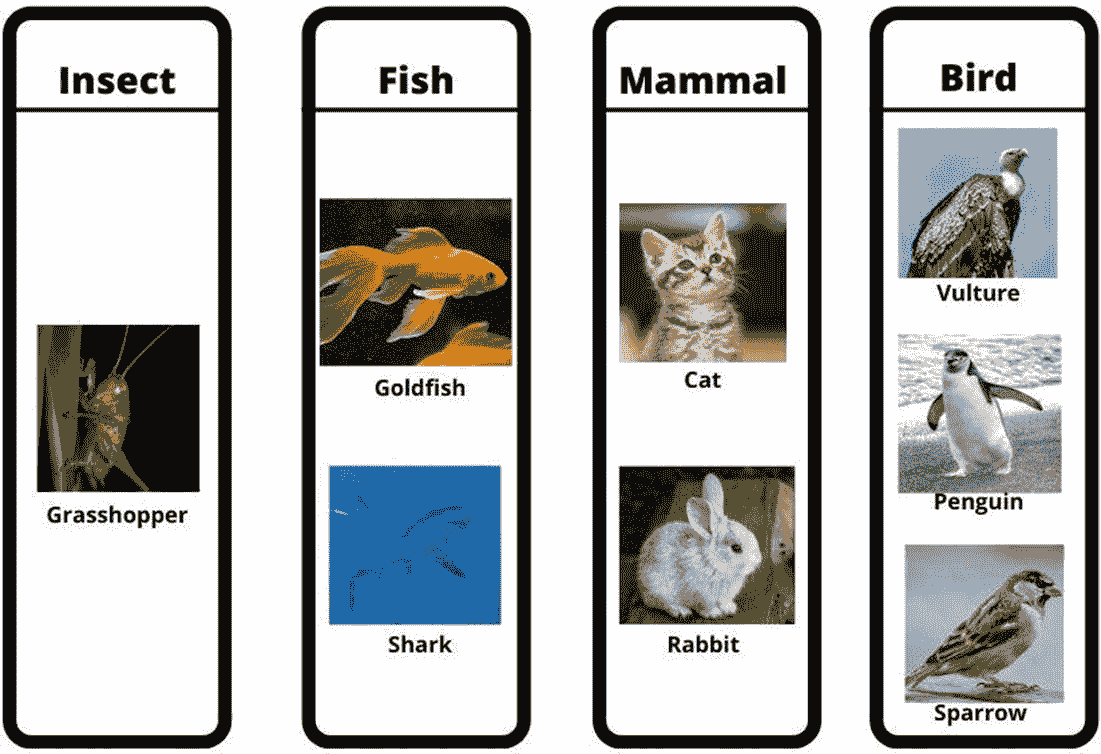 Insect
Grasshopper
Fish
Goldfish
Shark
Mammal
Cat
Rabbit
Bird
Vulture
Penguin
Sparrow